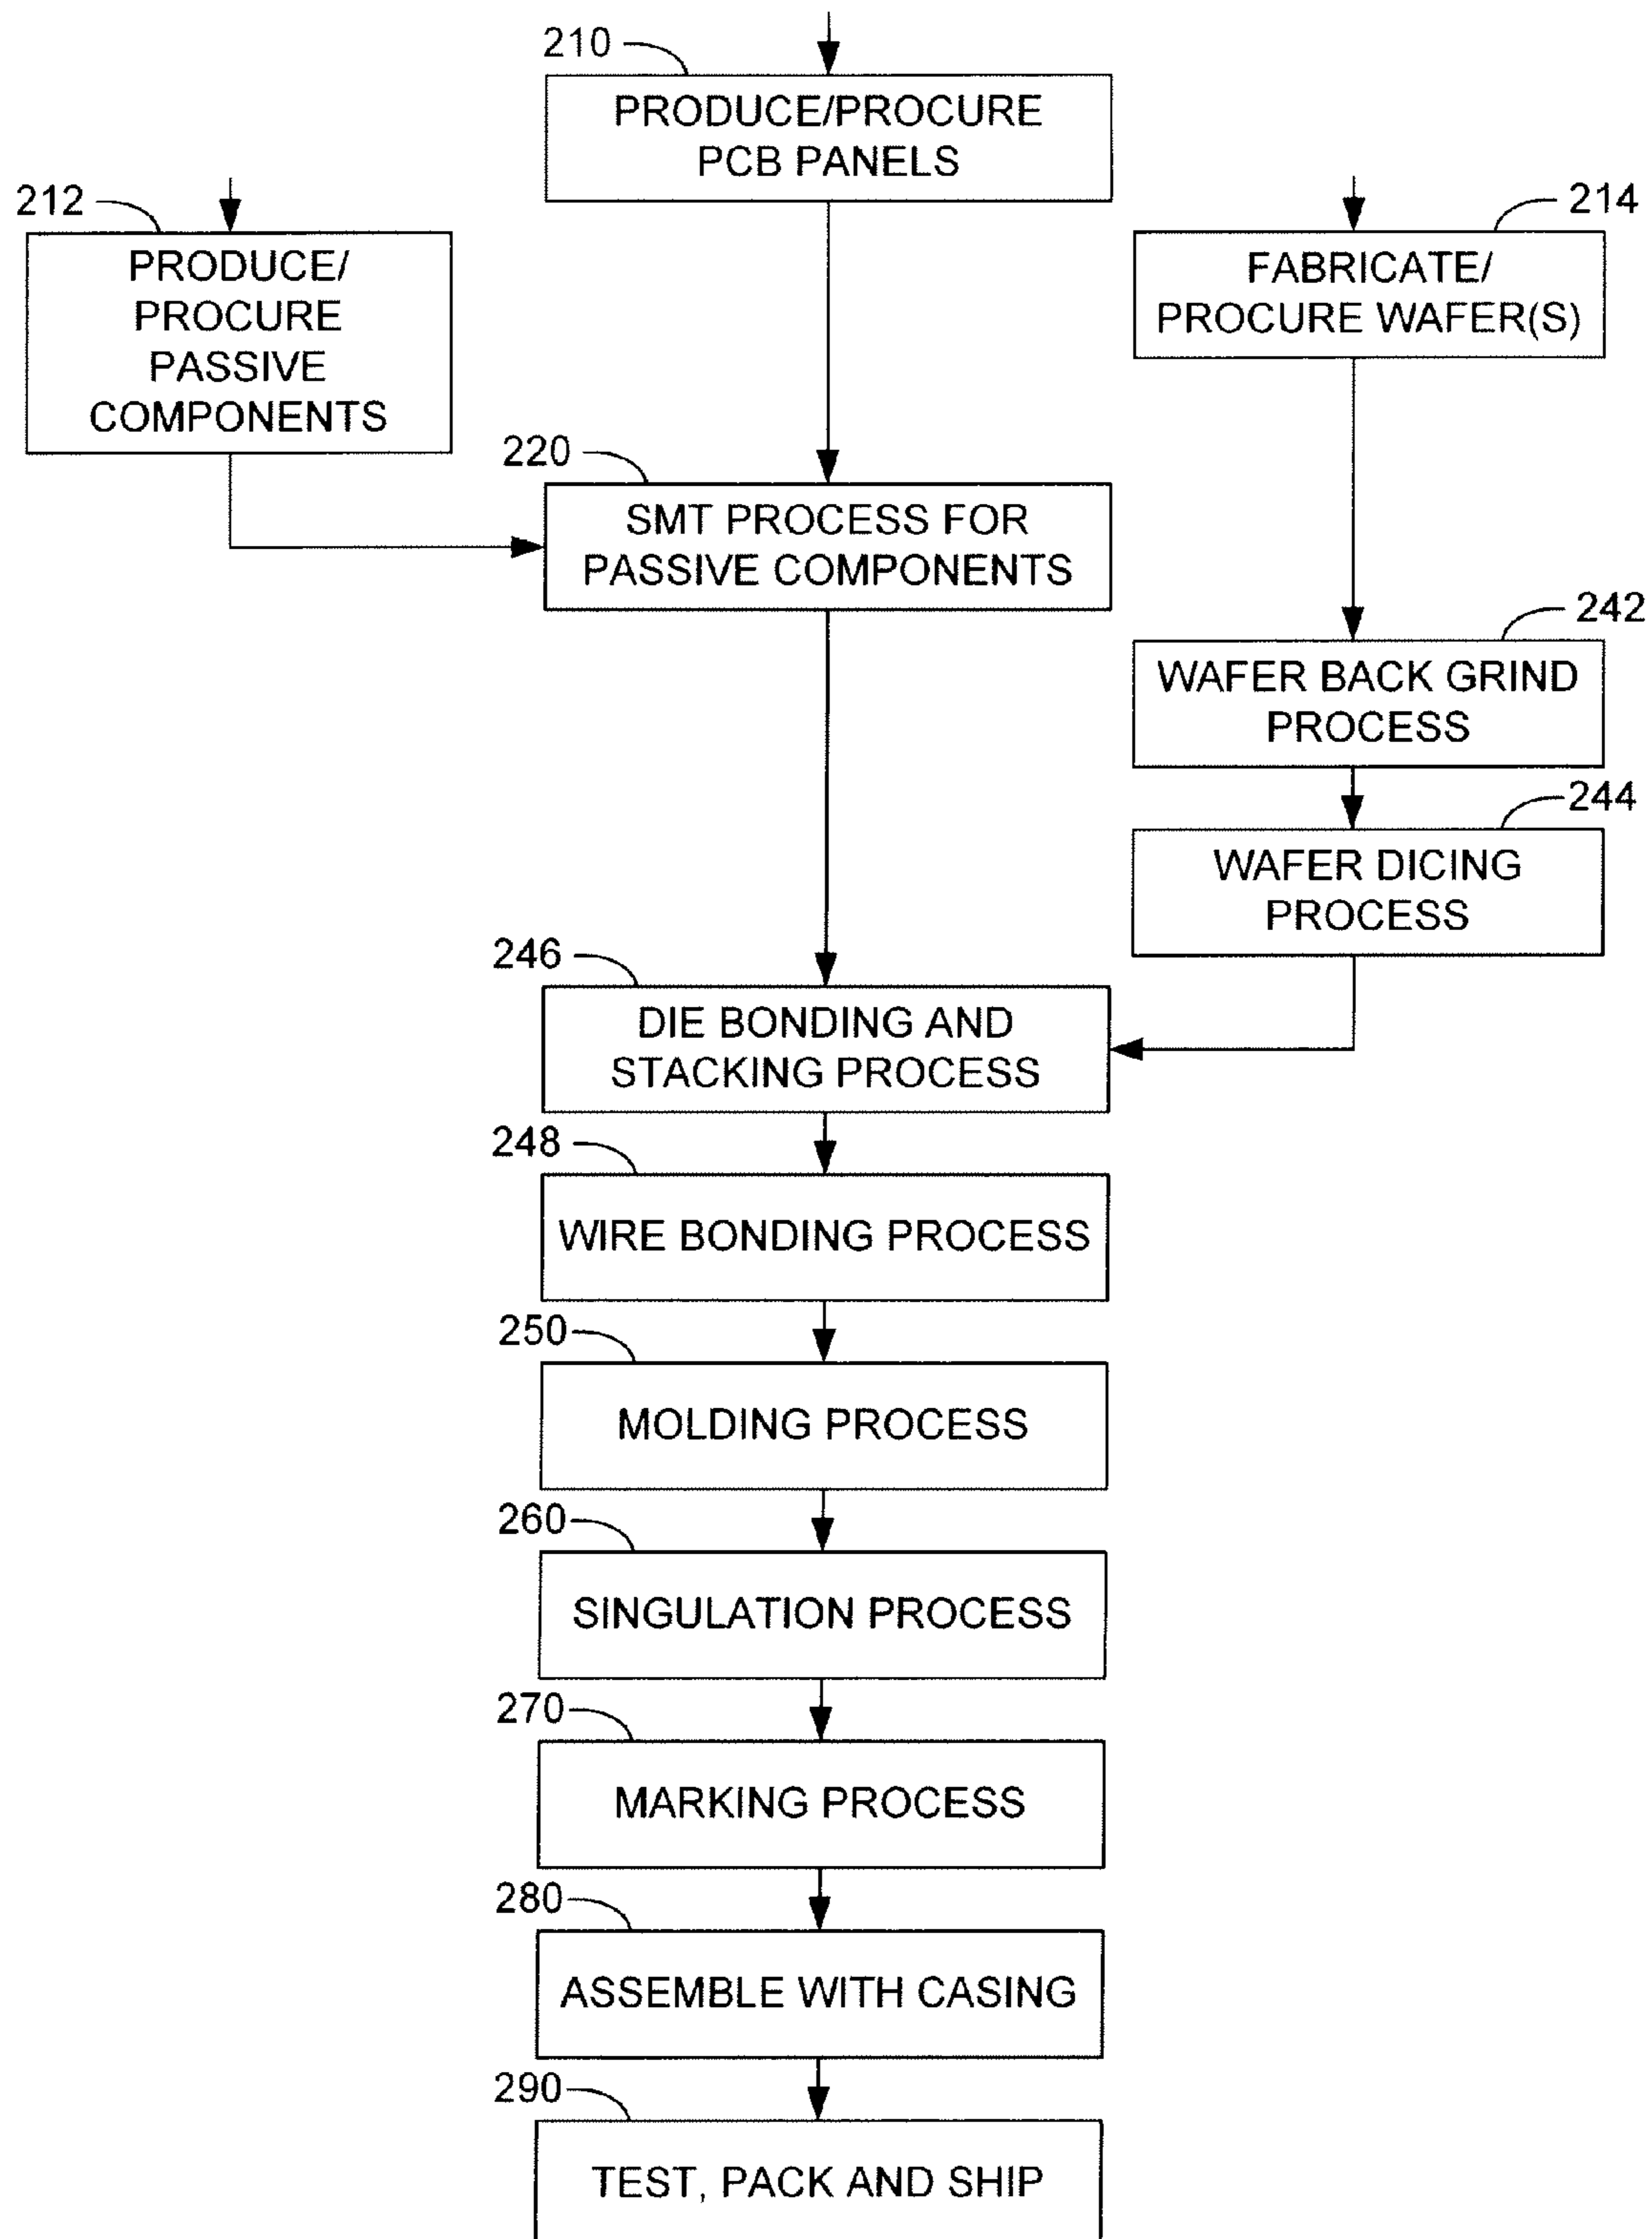 210
PRODUCE/PROCURE
PCB PANELS
212
PRODUCE/
PROCURE
PASSIVE
COMPONENTS
214
FABRICATE/
PROCURE WAFER(S)
220
SMT PROCESS FOR
PASSIVE COMPONENTS
242
WAFER BACK GRIND
PROCESS
244
WAFER DICING
PROCESS
246
DIE BONDING AND
STACKING PROCESS
248
WIRE BONDING PROCESS
250
MOLDING PROCESS
260
SINGULATION PROCESS
270
MARKING PROCESS
280
ASSEMBLE WITH CASING
290
TEST, PACK AND SHIP